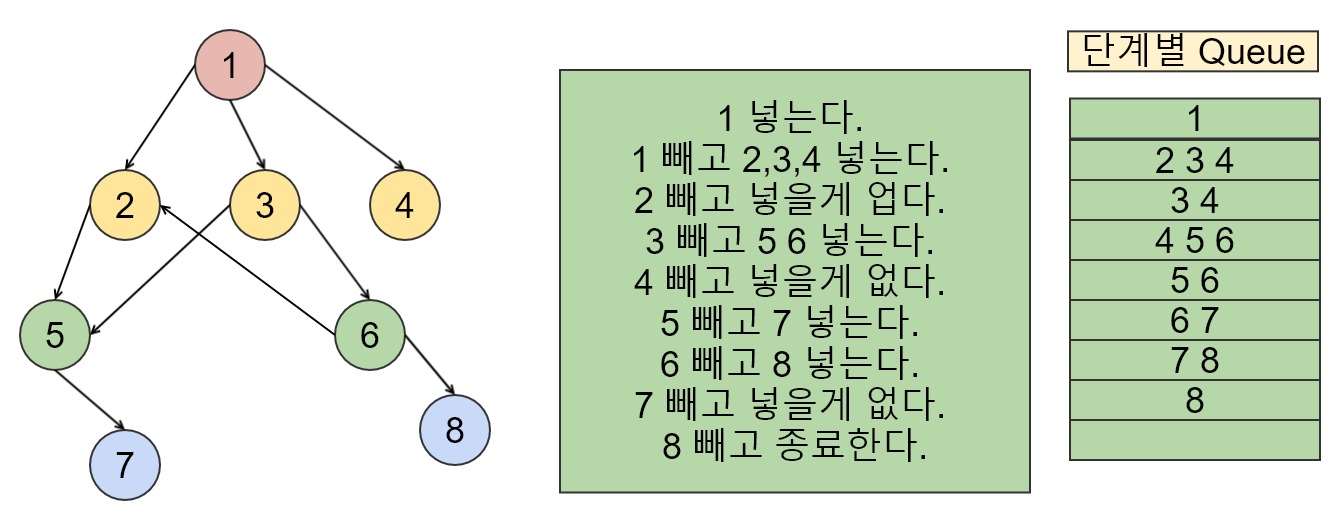 1
2
3
4
5
6
7
8
1 넣는다.
1 빼고 2,3,4 넣는다.
2 빼고 넣을게 업다.
3 빼고 5 6 넣는다.
4 빼고 넣을게 없다.
5 빼고 7 넣는다.
6 빼고 8 넣는다.
7 빼고 넣을게 없다.
8 빼고 종료한다.
단계별 Queue
1
2 3 4
3 4
4 5 6
5 6
6 7
7 8
8